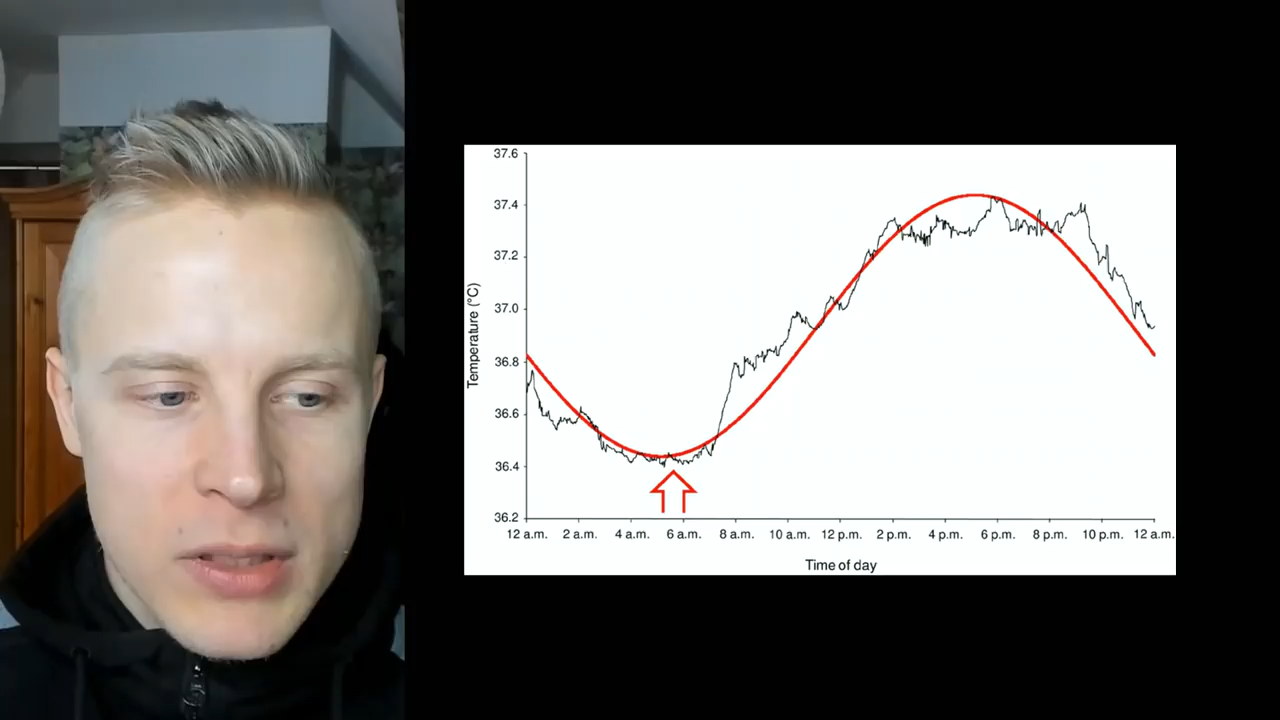 37.6
37.4
37.2
37.0
36.8
36.6
36.4
36.2
Temperature (°C)
12 a.m. 2 a.m. 4 a.m. 6 a.m. 8 a.m. 10 a.m. 12 p.m. 2 p.m. 4 p.m. 6 p.m. 8 p.m. 10 p.m. 12 a.m.
Time of day